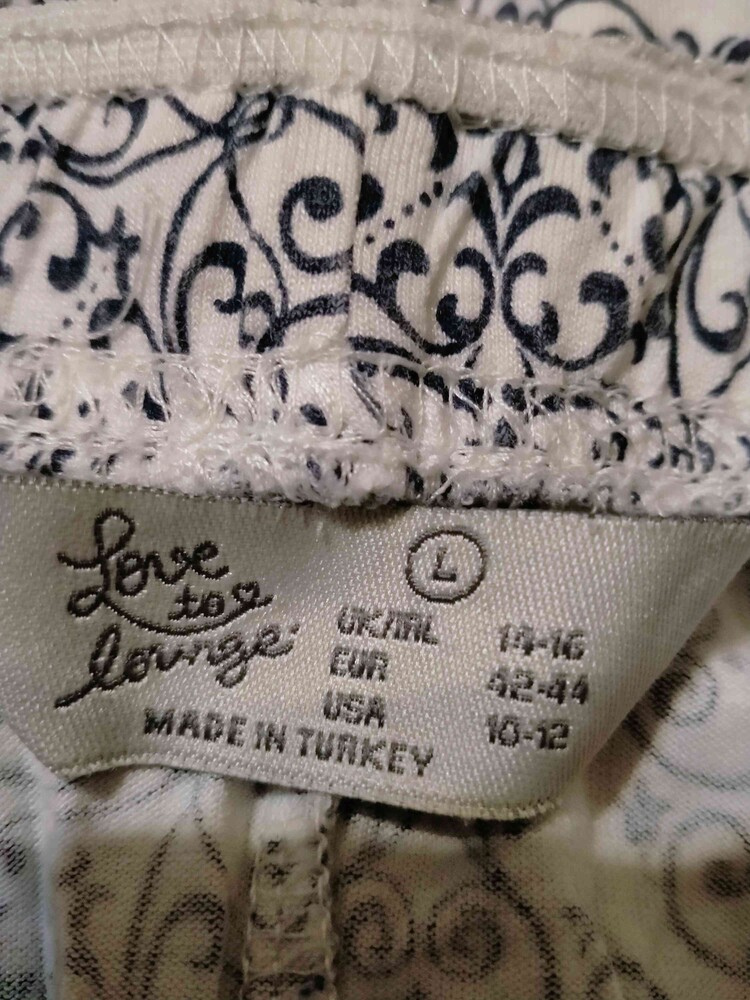 Love
to
lounge
L
UK/IRL 14-16
EUR 42-44
USA 10-12
MADE IN TURKEY